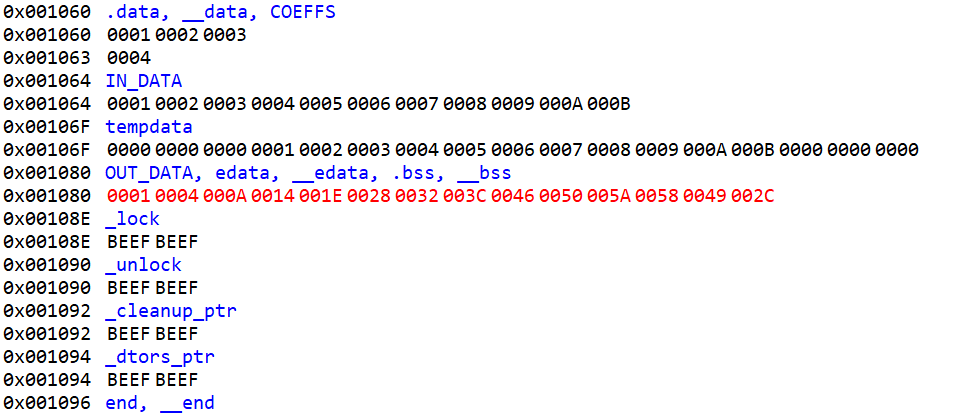 0x001060 .data, __data, COEFFS
0x001060 0001 0002 0003
0x001063 0004
0x001064 IN_DATA
0x001064 0001 0002 0003 0004 0005 0006 0007 0008 0009 000A 000B
0x00106F tempdata
0x00106F 0000 0000 0000 0001 0002 0003 0004 0005 0006 0007 0008 0009 000A 000B 0000 0000 0000
0x001080 OUT_DATA, edata, __edata, .bss, __bss
0x001080 0001 0004 000A 0014 001E 0028 0032 003C 0046 0050 005A 0058 0049 002C
0x00108E _lock
0x00108E BEEF BEEF
0x001090 _unlock
0x001090 BEEF BEEF
0x001092 _cleanup_ptr
0x001092 BEEF BEEF
0x001094 _dtors_ptr
0x001094 BEEF BEEF
0x001096 end, __end